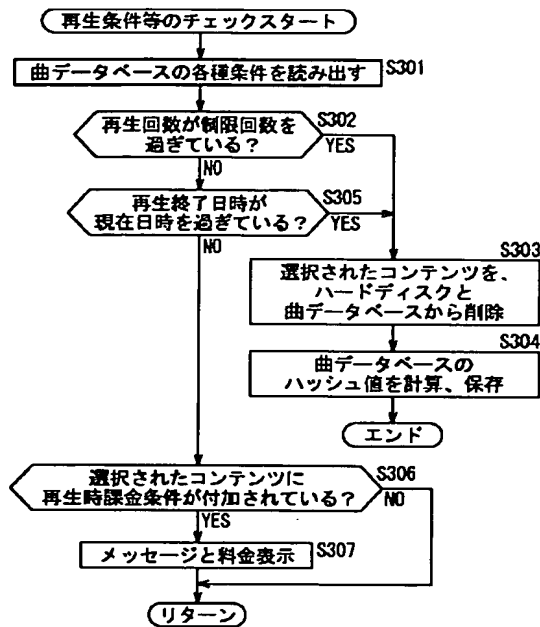 再生条件等のチェックスタート
曲データベースの各種条件を読み出す
S301
再生回数が制限回数を
過ぎている？
S302
YES
NO
再生終了日時が
現在日時を過ぎている？
S305
YES
NO
S303
選択されたコンテンツを、
ハードディスクと
曲データベースから削除
S304
曲データベースの
ハッシュ値を計算、保存
エンド
選択されたコンテンツに
再生時課金条件が付加されている？
S306
NO
YES
メッセージと料金表示
S307
リターン